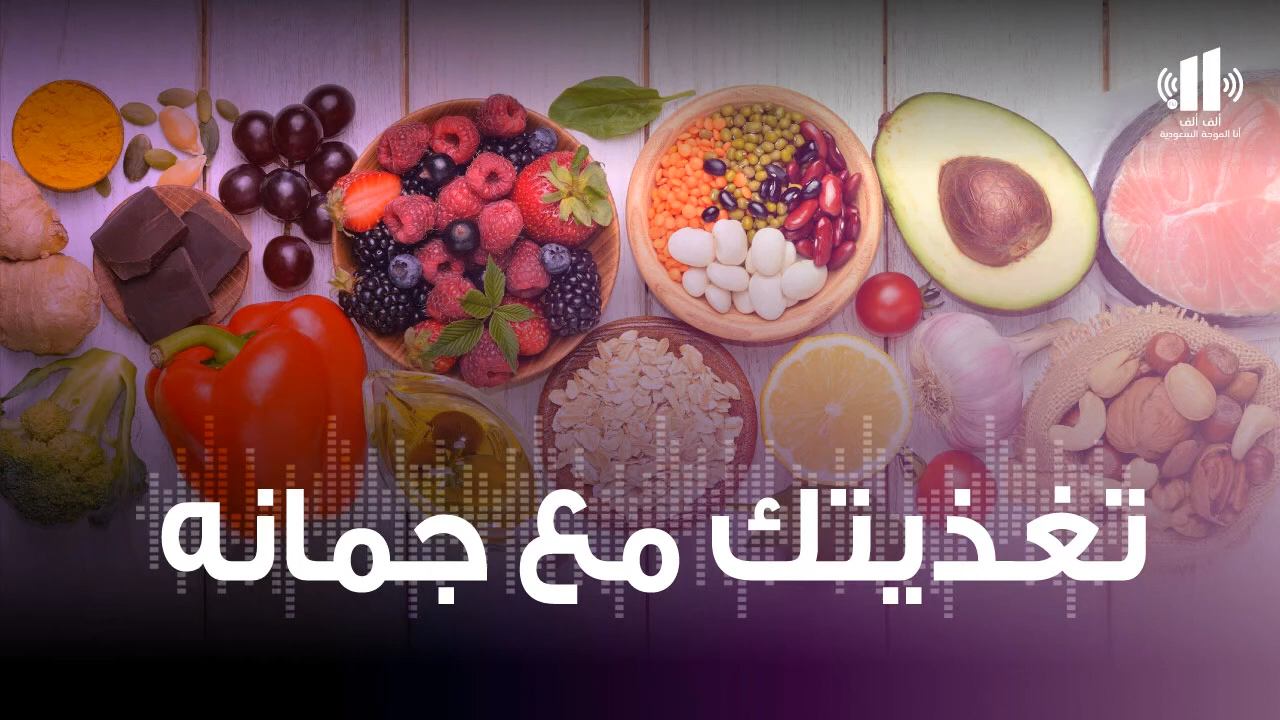 ألف ألف
أنا الموجة السعودية
تغذيتك مع جمانه